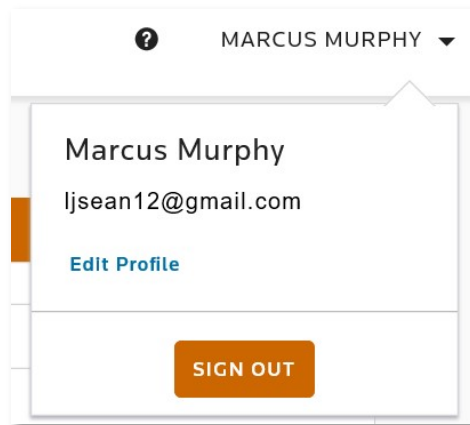 MARCUS MURPHY
Marcus Murphy
ljsean12@gmail.com
Edit Profile
SIGN OUT